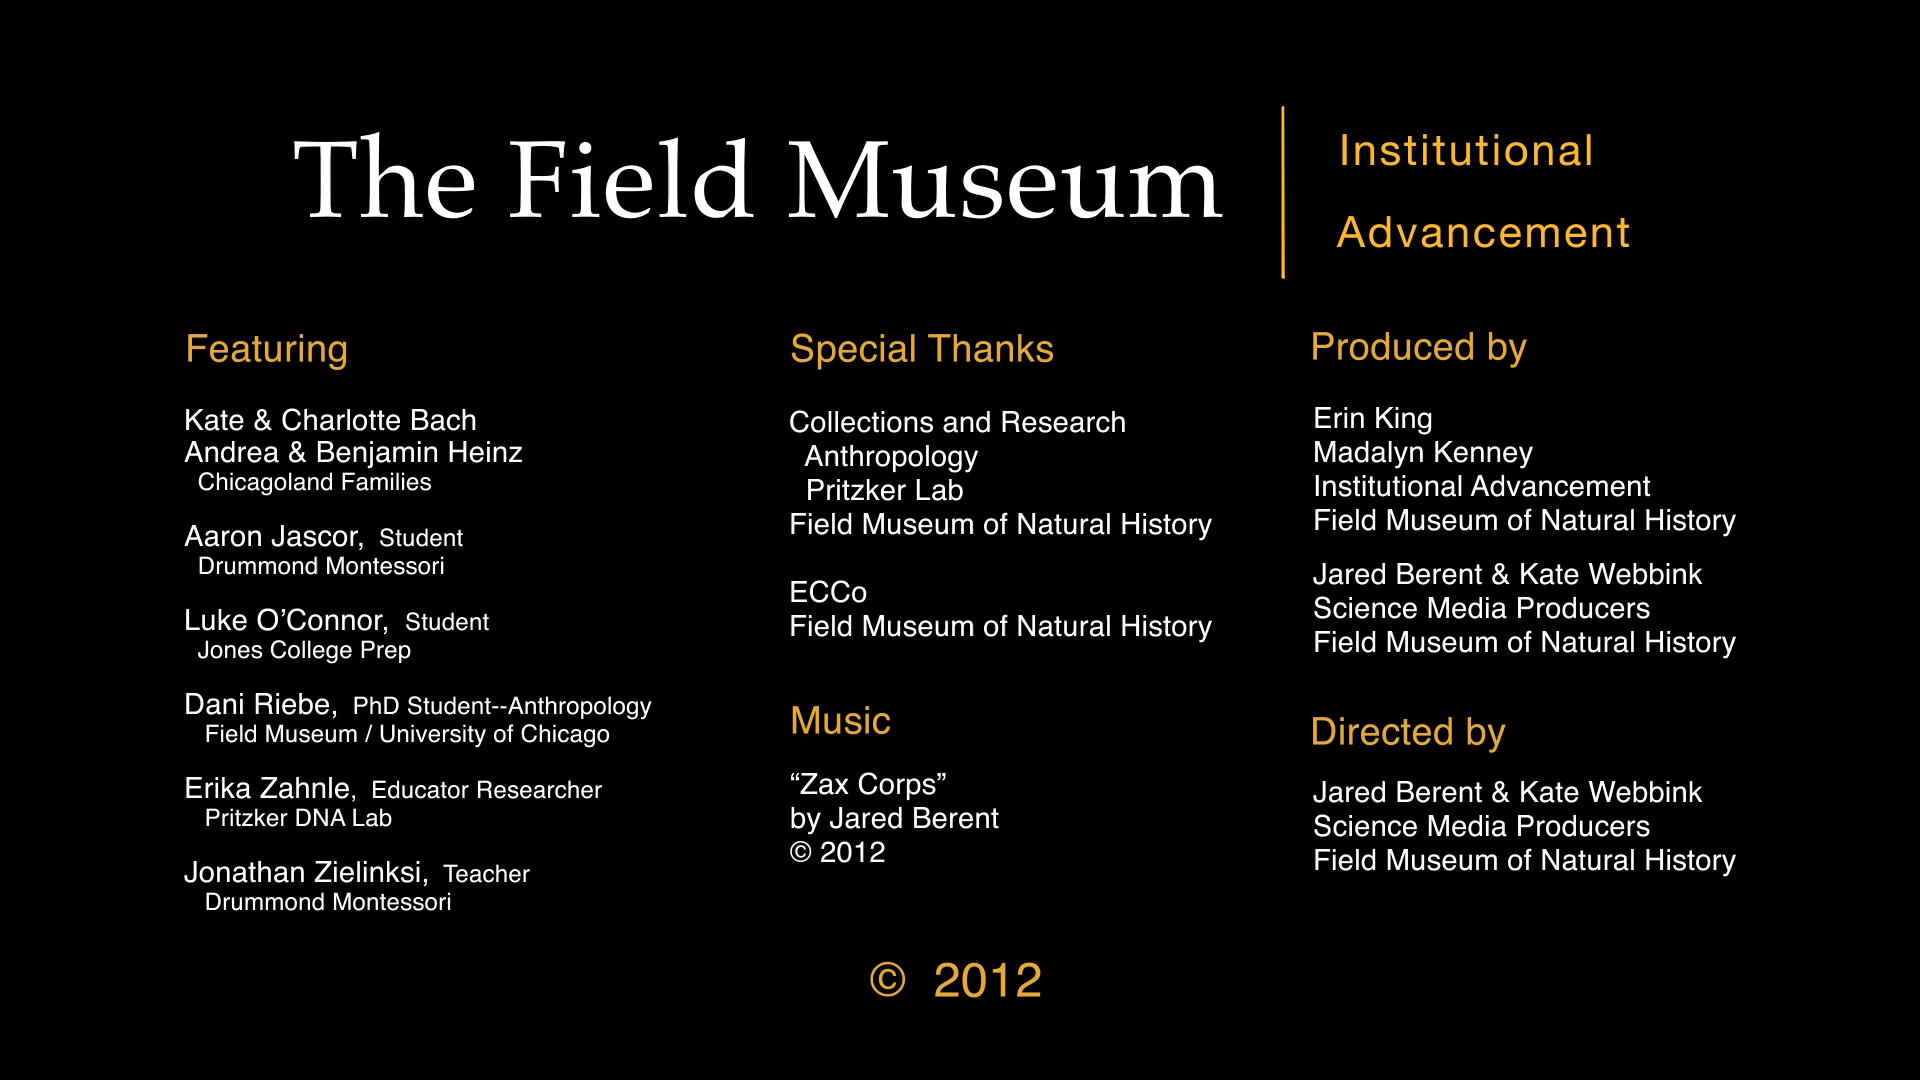 The Field Museum
Institutional
Advancement
Featuring
Kate & Charlotte Bach
Andrea & Benjamin Heinz
Chicagoland Families
Aaron Jascor, Student
Drummond Montessori
Luke O’Connor, Student
Jones College Prep
Dani Riebe, PhD Student--Anthropology
Field Museum / University of Chicago
Erika Zahnle, Educator Researcher
Pritzker DNA Lab
Jonathan Zielinksi, Teacher
Drummond Montessori
Special Thanks
Collections and Research
Anthropology
Pritzker Lab
Field Museum of Natural History
ECCo
Field Museum of Natural History
Music
“Zax Corps”
by Jared Berent
© 2012
Produced by
Erin King
Madalyn Kenney
Institutional Advancement
Field Museum of Natural History
Jared Berent & Kate Webbink
Science Media Producers
Field Museum of Natural History
Directed by
Jared Berent & Kate Webbink
Science Media Producers
Field Museum of Natural History
© 2012